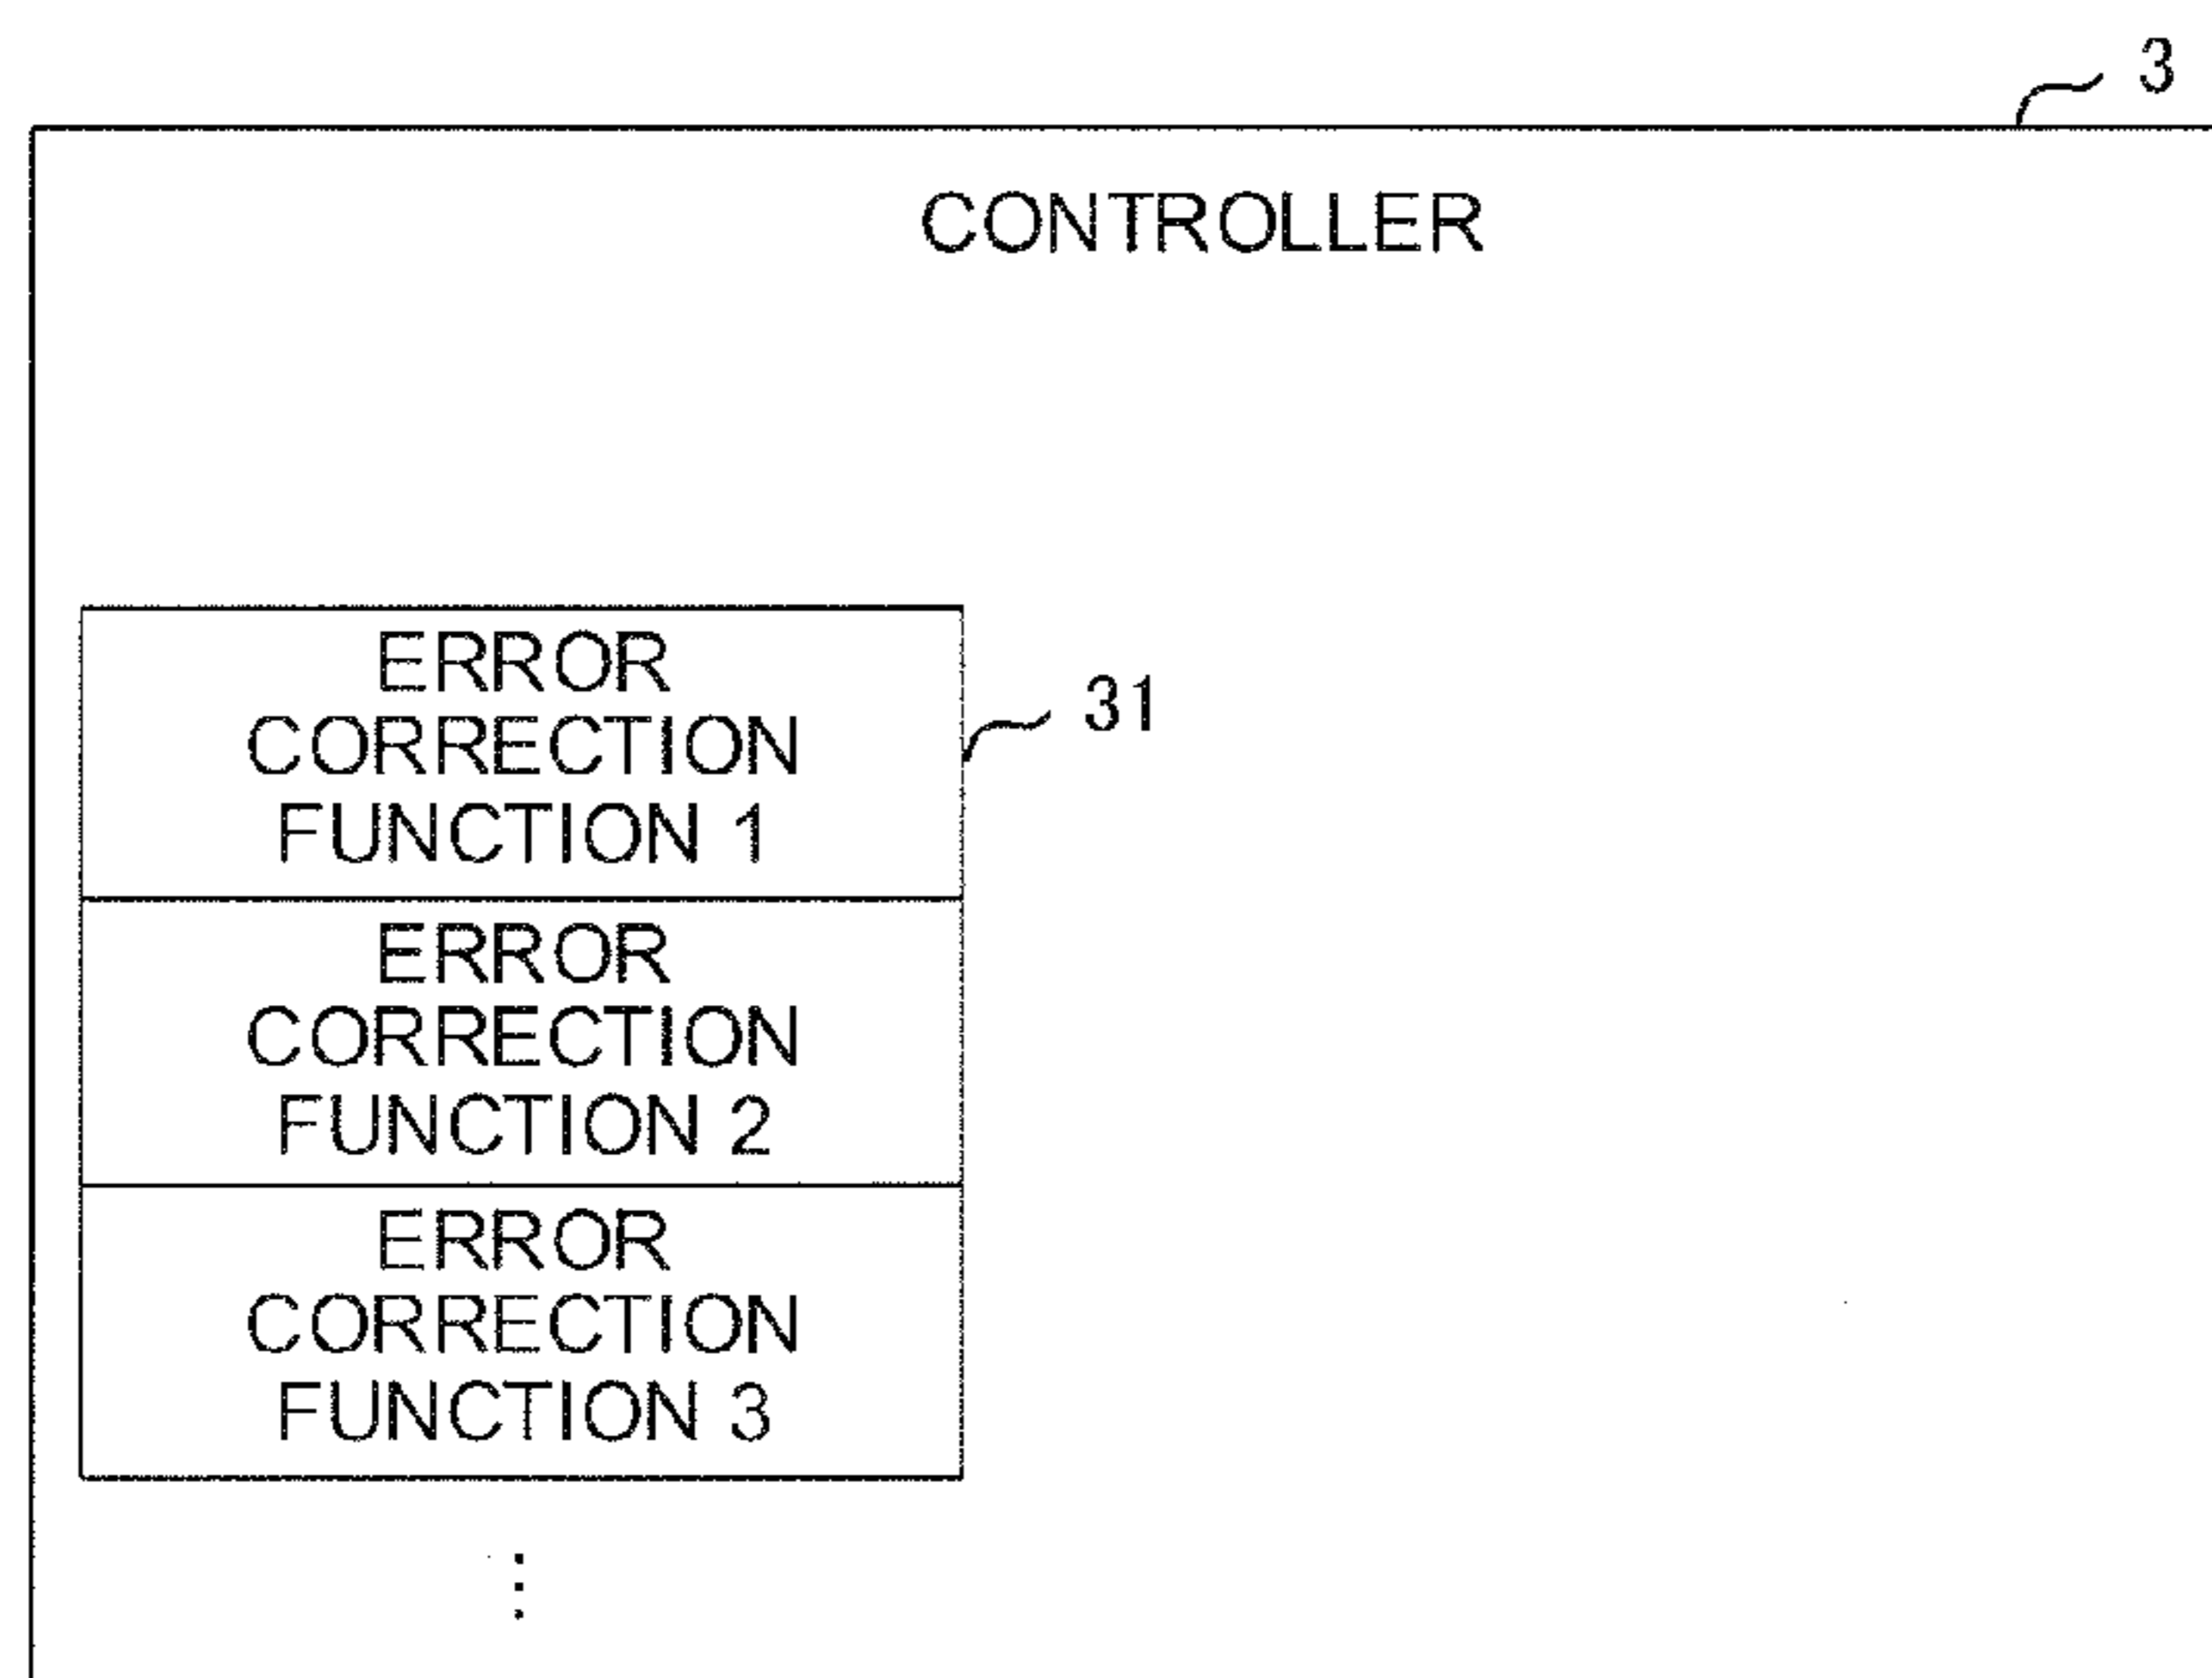 3
CONTROLLER
ERROR
CORRECTION
FUNCTION 1
31
ERROR
CORRECTION
FUNCTION 2
ERROR
CORRECTION
FUNCTION 3
⋮